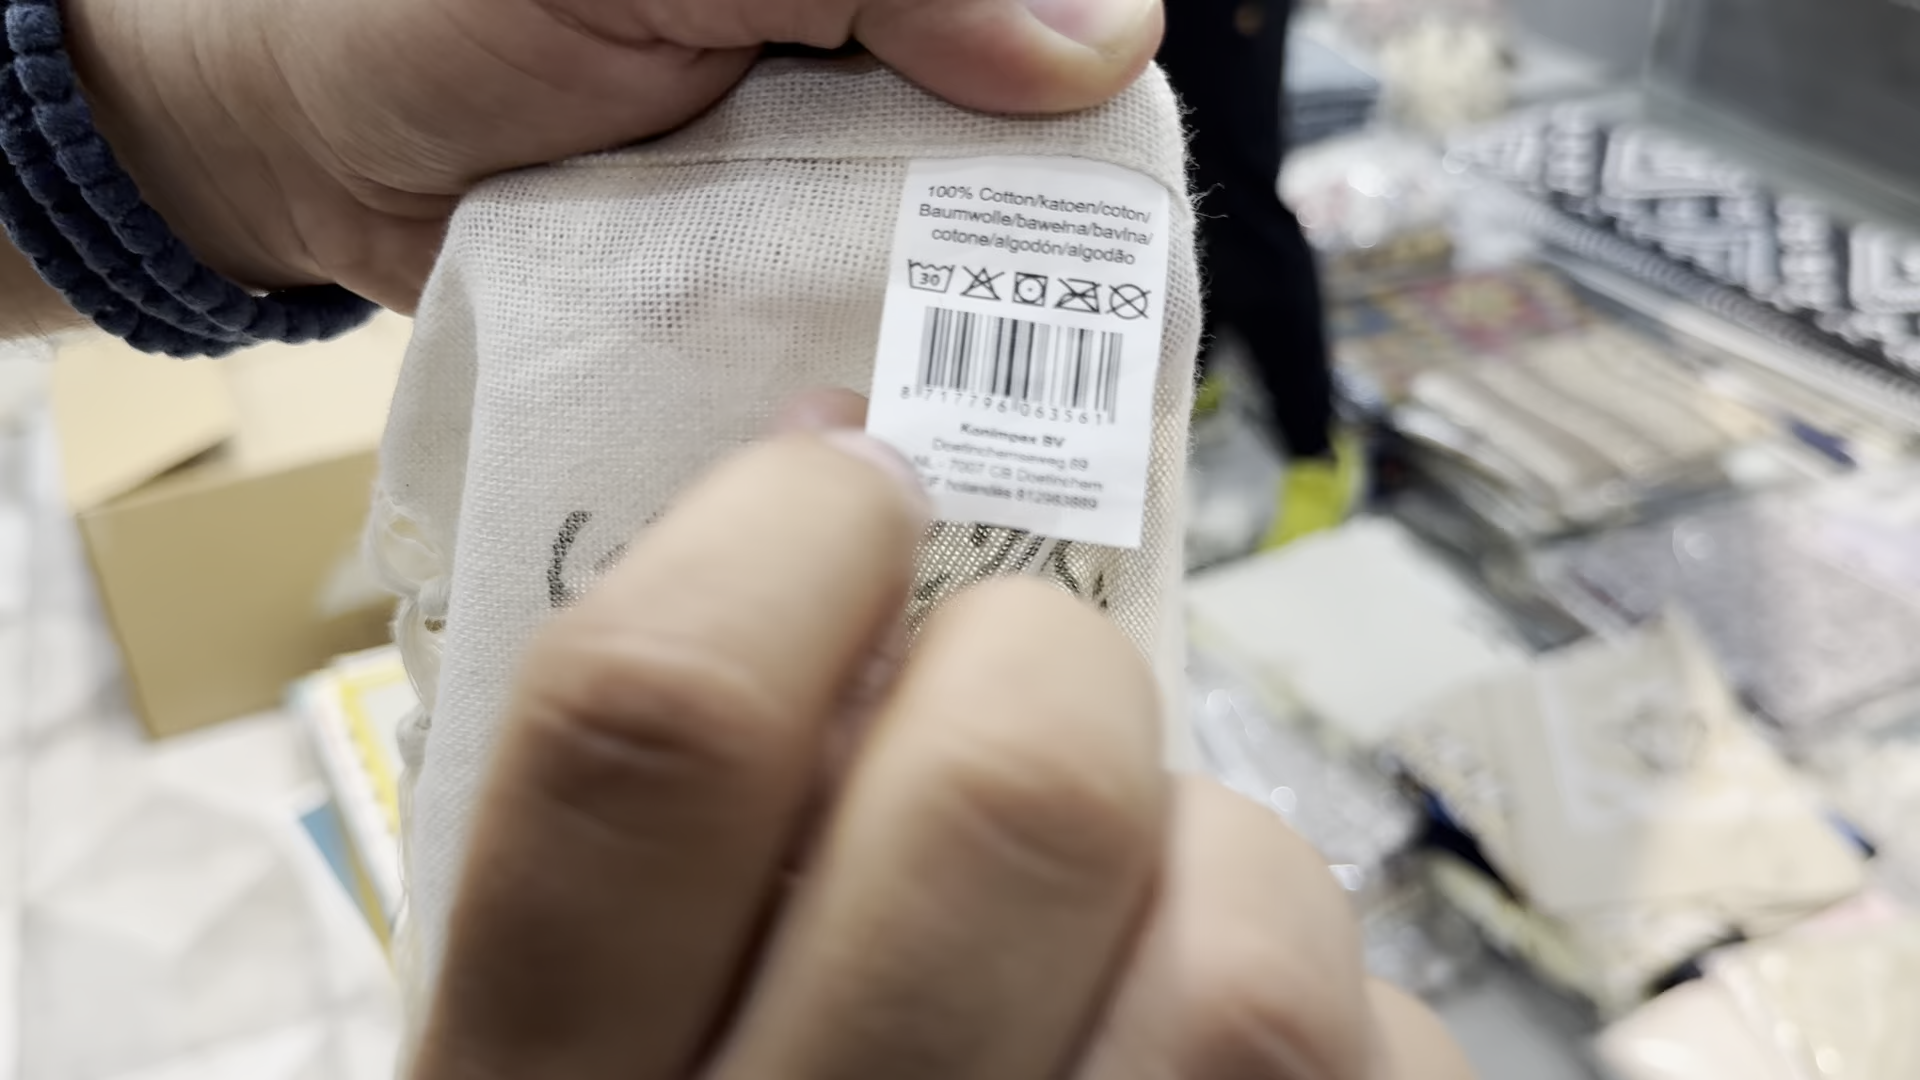 100% Cotton/katoen/coton/
Baumwolle/bawełna/bavlna/
cotone/algodón/algodão
30
8 717796 063561
Konimpex BV
Doetinchemseweg 89
NL - 7007 CB Doetinchem
holandés